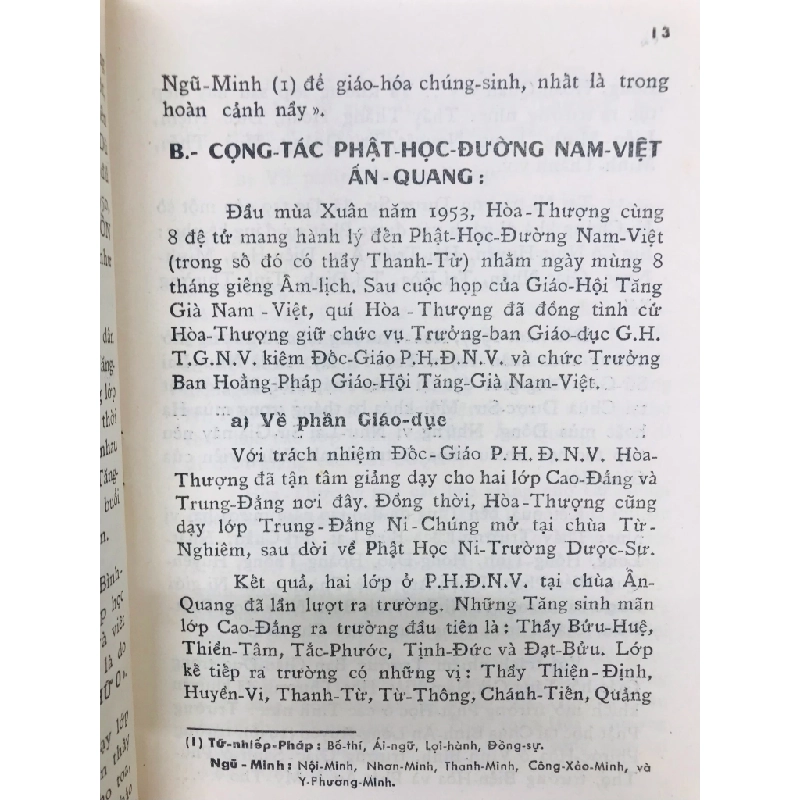 13
Ngũ-Minh (1) để giáo-hóa chúng-sinh, nhất là trong
hoàn cảnh nầy ».
B.- CỌNG-TÁC PHẬT-HỌC-ĐƯỜNG NAM-VIỆT
ẤN-QUANG :
Đầu mùa Xuân năm 1953, Hòa-Thượng cùng
8 đệ tử mang hành lý đến Phật-Học-Đường Nam-Việt
(trong số đó có thầy Thanh-Từ) nhằm ngày mùng 8
tháng giêng Âm-lịch, Sau cuộc họp của Giáo-Hội Tăng
Già Nam-Việt, quí Hòa-Thượng đã đồng tình cử
Hòa-Thượng giữ chức vụ Trưởng-ban Giáo-dục G.H.
T.G.N.V. kiêm Đốc-Giáo P.H.Đ.N.V. và chức Trưởng
Ban Hoằng-Pháp Giáo-Hội Tăng-Già Nam-Việt.
a) Về phần Giáo-dục
Với trách nhiệm Đốc-Giáo P.H.Đ.N.V. Hòa-
Thượng đã tận tâm giảng dạy cho hai lớp Cao-Đẳng và
Trung-Đẳng nơi đây. Đồng thời, Hòa-Thượng cũng
dạy lớp Trung-Đẳng Ni-Chúng mở tại chùa Từ-
Nghiêm, sau dời về Phật Học Ni-Trường Dược-Sư.
Kết quả, hai lớp ở P.H.Đ.N.V. tại chùa Ấn-
Quang đã lần lượt ra trường. Những Tăng sinh mãn
lớp Cao-Đẳng ra trường đầu tiên là : Thầy Bửu-Huệ,
Thiền-Tâm, Tắc-Phước, Tịnh-Đức và Đạt-Bửu. Lớp
kế tiếp ra trường có những vị : Thầy Thiện-Định,
Huyền-Vi, Thanh-Từ, Từ-Thông, Chánh-Tiến, Quảng
(1) Tứ-nhiếp-Pháp : Bố-thí, Ái-ngữ, Lợi-hành, Đồng-sự.
Ngũ-Minh : Nội-Minh, Nhơn-Minh, Thanh-Minh, Công-Xảo-Minh, và
Y-Phương-Minh.